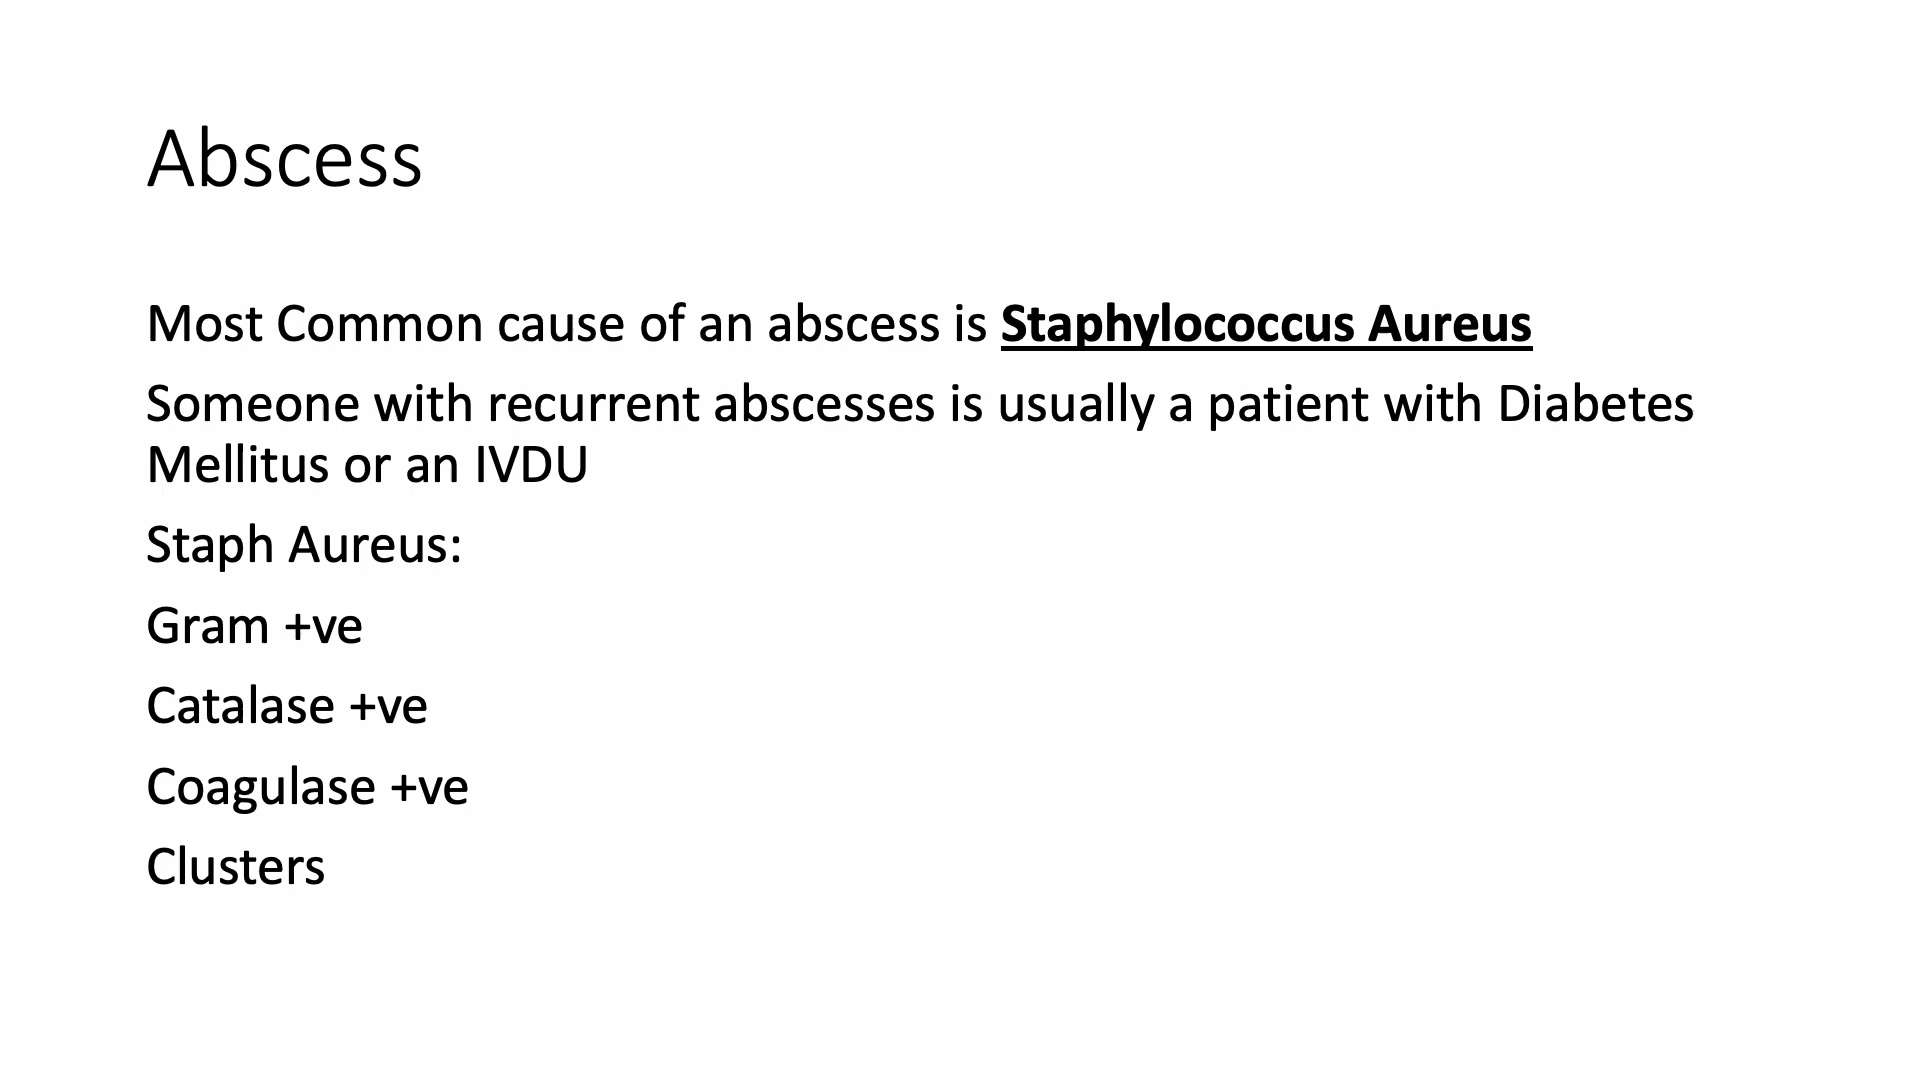 Abscess
Most Common cause of an abscess is Staphylococcus Aureus
Someone with recurrent abscesses is usually a patient with Diabetes
Mellitus or an IVDU
Staph Aureus:
Gram +ve
Catalase +ve
Coagulase +ve
Clusters